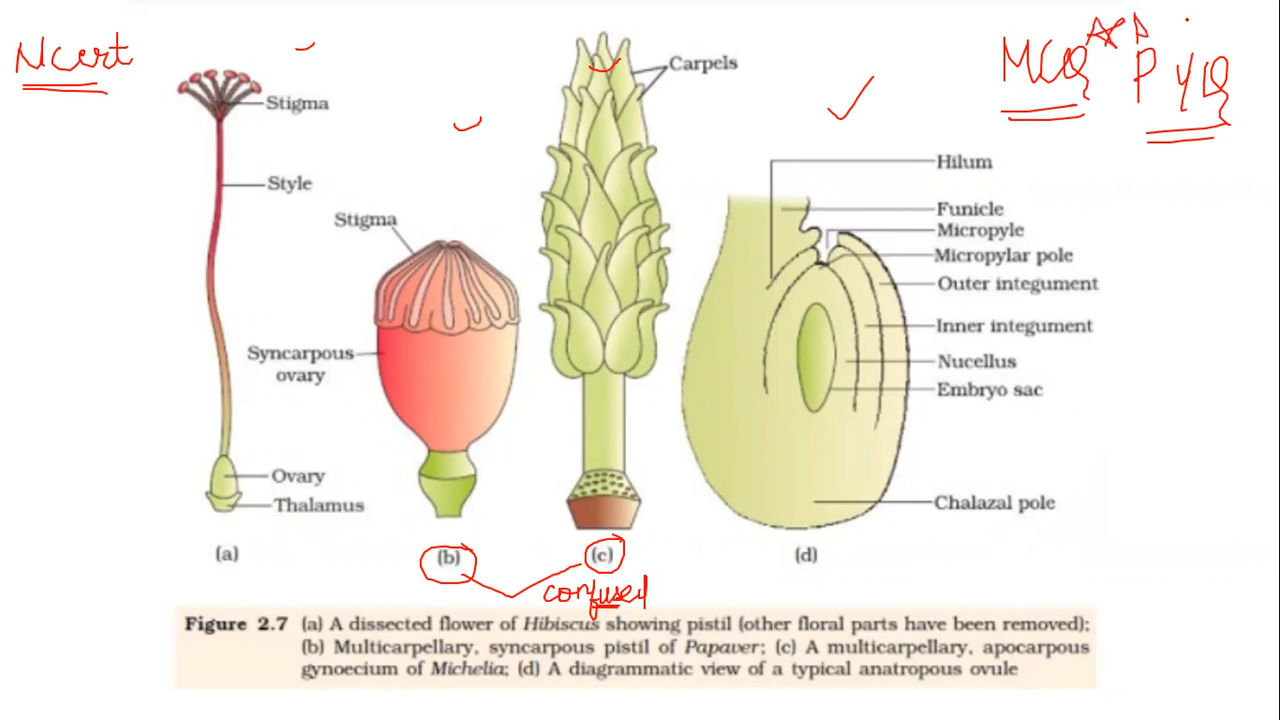 Ncert
MCQ PYQ
Stigma
Style
Ovary
Thalamus
(a)
Stigma
Syncarpous
ovary
(b)
Carpels
(c)
confused
Hilum
Funicle
Micropyle
Micropylar pole
Outer integument
Inner integument
Nucellus
Embryo sac
Chalazal pole
(d)
Figure 2.7 (a) A dissected flower of Hibiscus showing pistil (other floral parts have been removed);
(b) Multicarpellary, syncarpous pistil of Papaver; (c) A multicarpellary, apocarpous
gynoecium of Michelia; (d) A diagrammatic view of a typical anatropous ovule